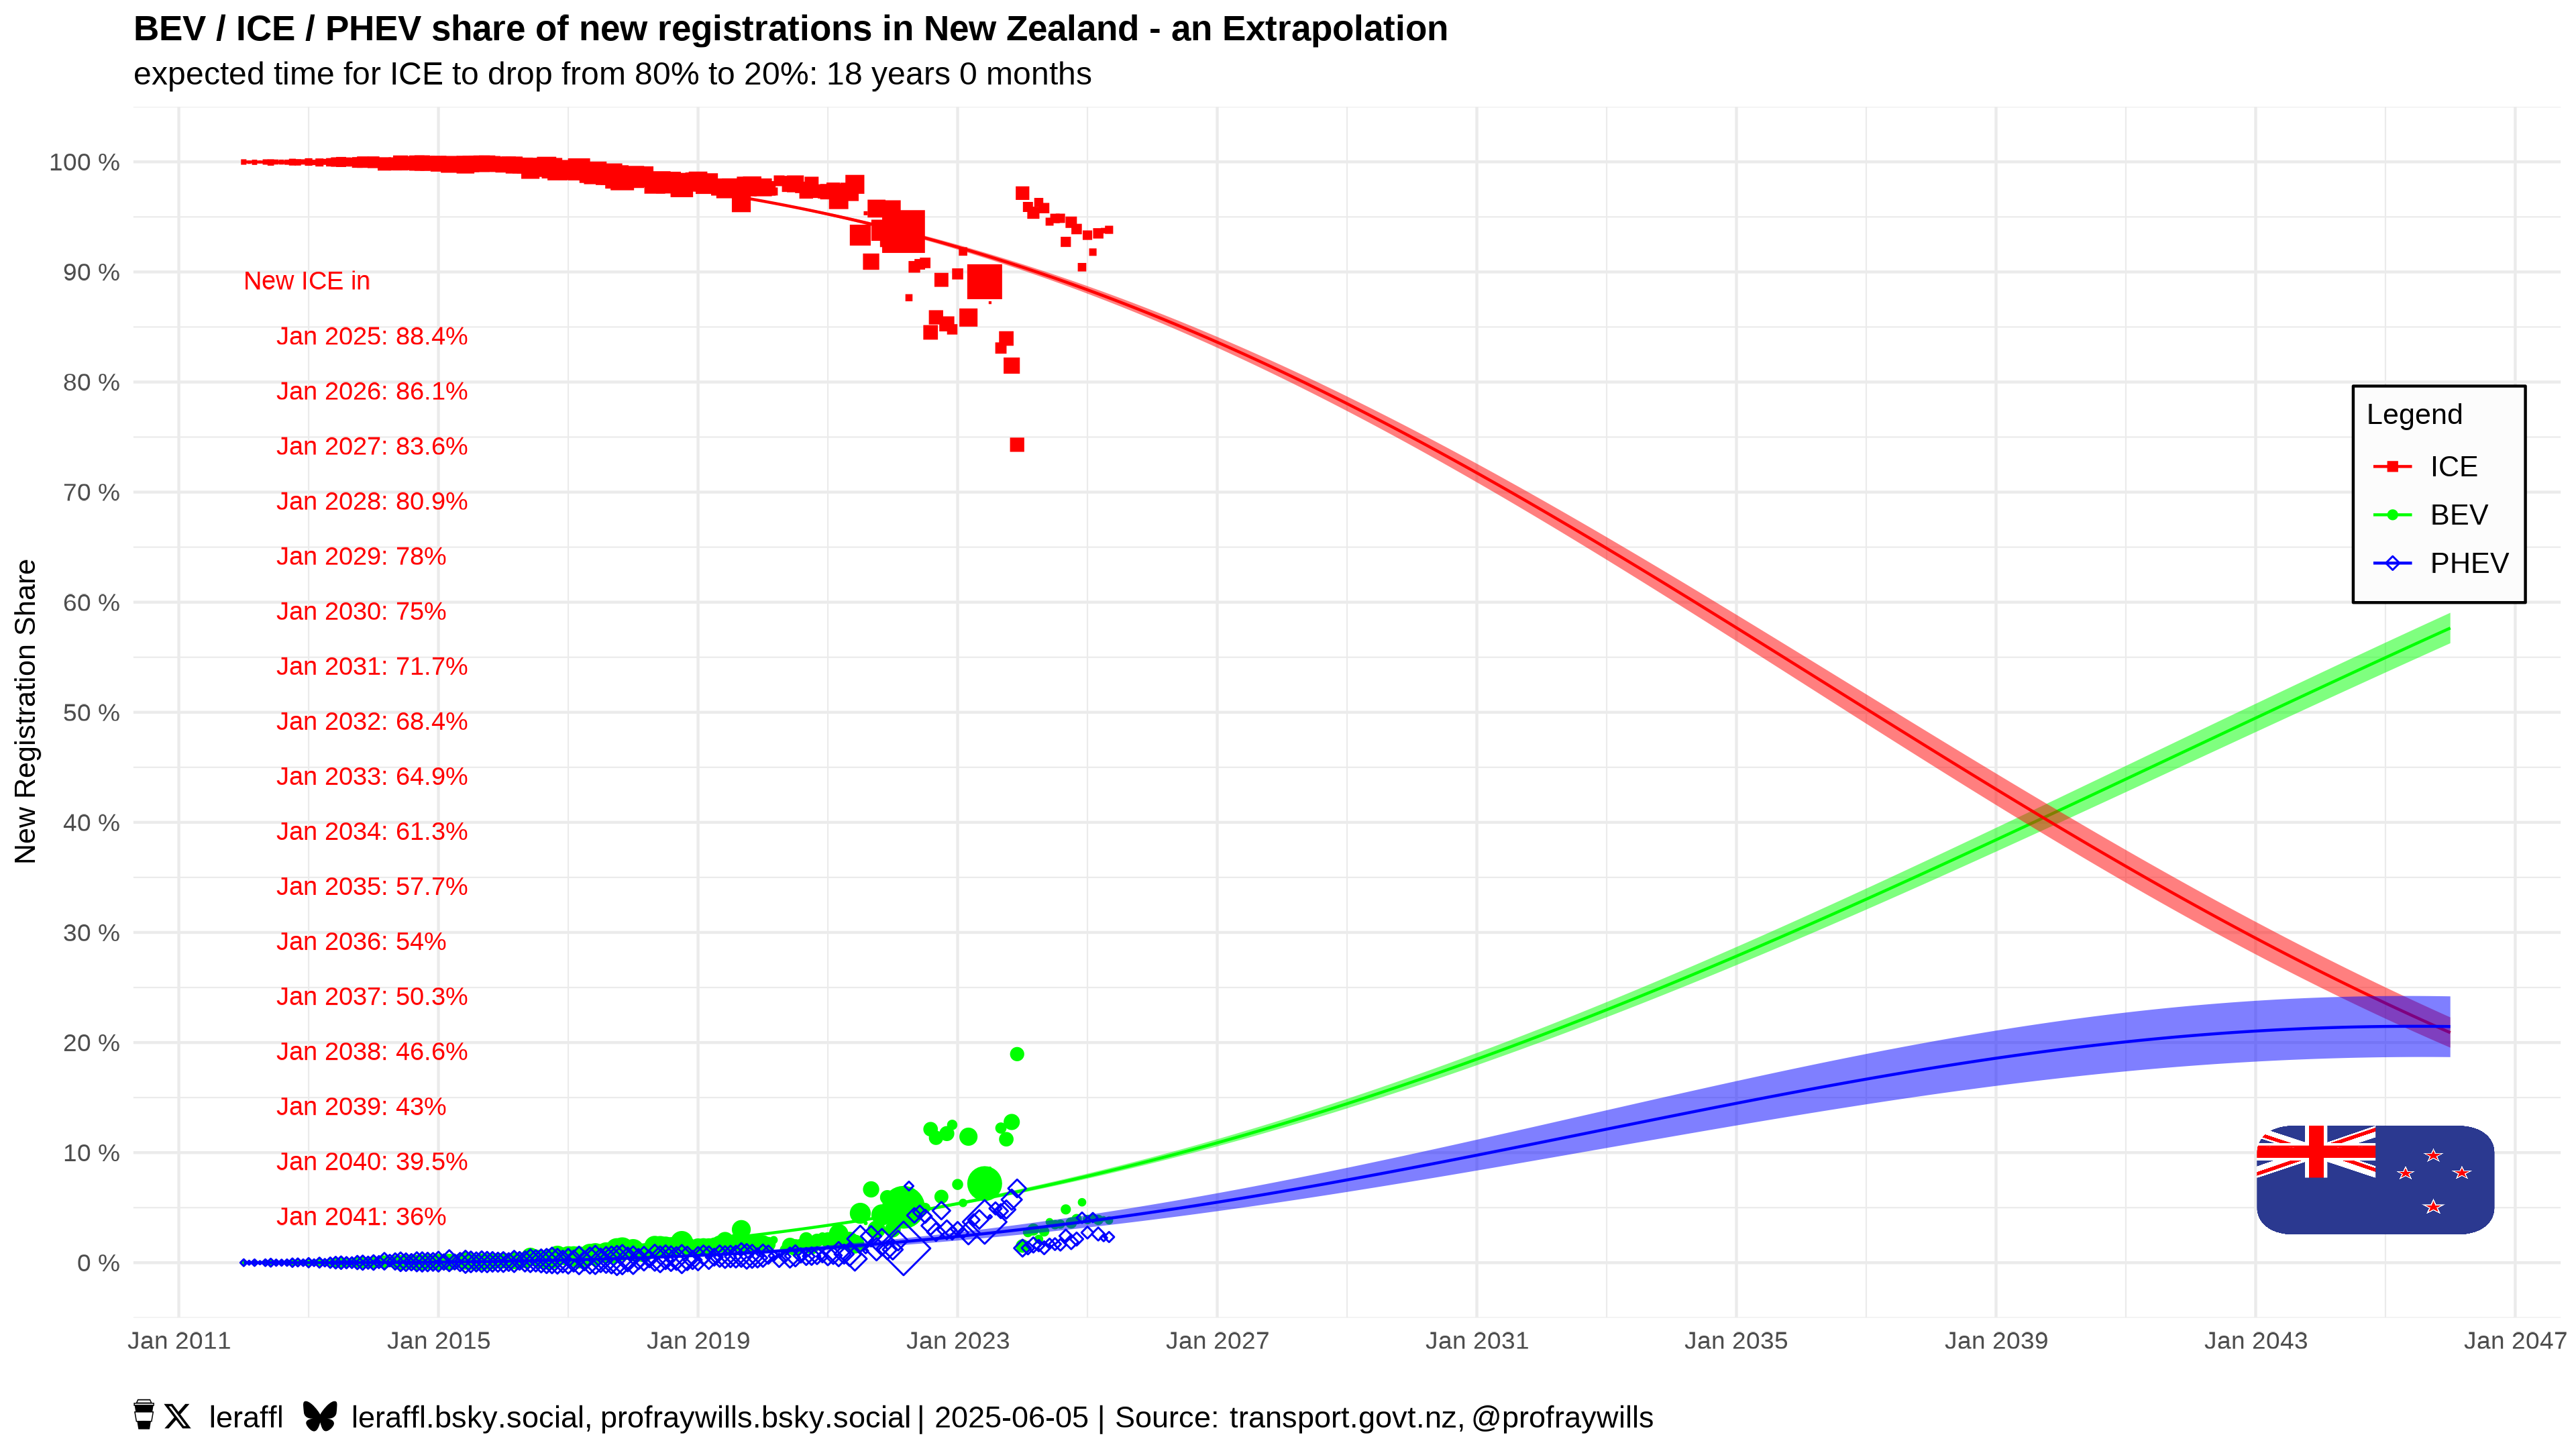 BEV / ICE / PHEV share of new registrations in New Zealand - an Extrapolation
expected time for ICE to drop from 80% to 20%: 18 years 0 months
New Registration Share
100 %
90 %
80 %
70 %
60 %
50 %
40 %
30 %
20 %
10 %
0 %
New ICE in
Jan 2025: 88.4%
Jan 2026: 86.1%
Jan 2027: 83.6%
Jan 2028: 80.9%
Jan 2029: 78%
Jan 2030: 75%
Jan 2031: 71.7%
Jan 2032: 68.4%
Jan 2033: 64.9%
Jan 2034: 61.3%
Jan 2035: 57.7%
Jan 2036: 54%
Jan 2037: 50.3%
Jan 2038: 46.6%
Jan 2039: 43%
Jan 2040: 39.5%
Jan 2041: 36%
Legend
ICE
BEV
PHEV
Jan 2011 Jan 2015 Jan 2019 Jan 2023 Jan 2027 Jan 2031 Jan 2035 Jan 2039 Jan 2043 Jan 2047
leraffl leraffl.bsky.social, profraywills.bsky.social | 2025-06-05 | Source: transport.govt.nz, @profraywills